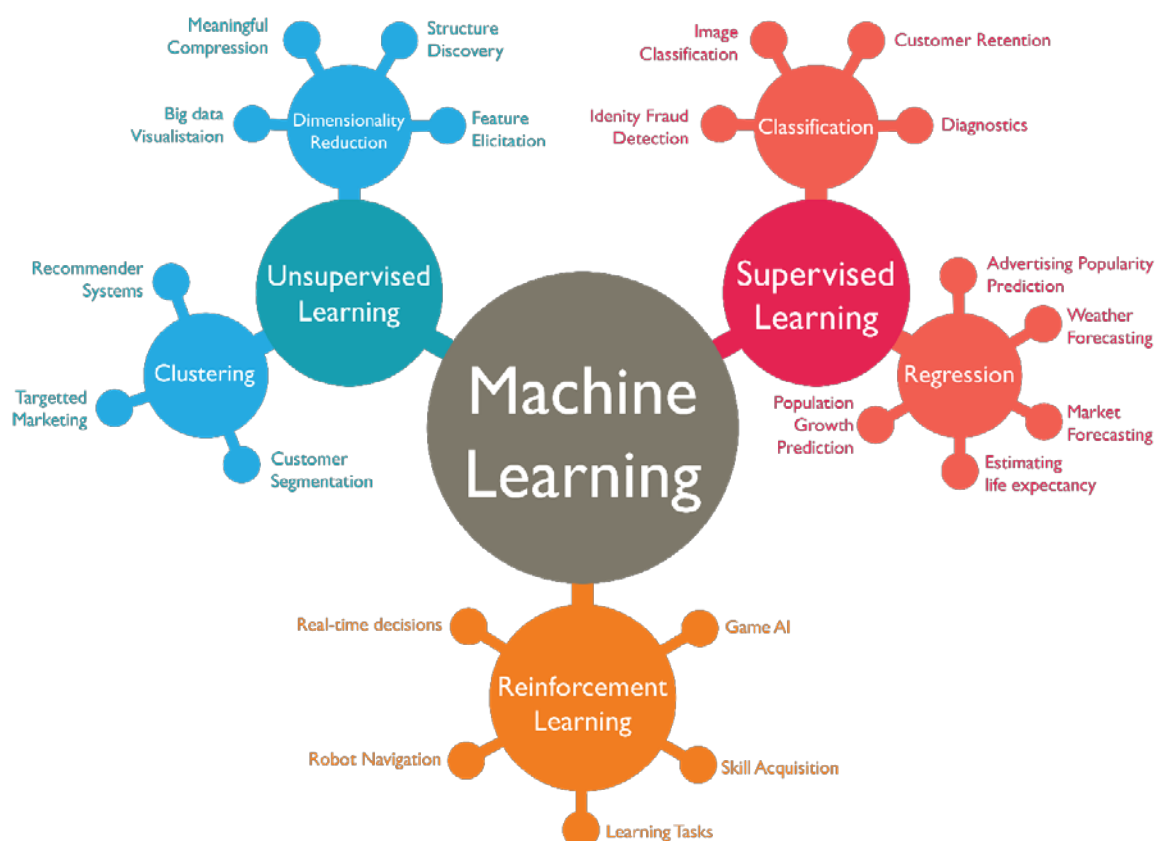 Meaningful
Compression
Structure
Discovery
Big data
Visualistaion
Dimensionality
Reduction
Feature
Elicitation
Image
Classification
Customer Retention
Idenity Fraud
Detection
Classification
Diagnostics
Unsupervised
Learning
Recommender
Systems
Clustering
Targetted
Marketing
Customer
Segmentation
Supervised
Learning
Advertising Popularity
Prediction
Weather
Forecasting
Regression
Population
Growth
Prediction
Market
Forecasting
Estimating
life expectancy
Machine
Learning
Real-time decisions
Game AI
Reinforcement
Learning
Robot Navigation
Skill Acquisition
Learning Tasks